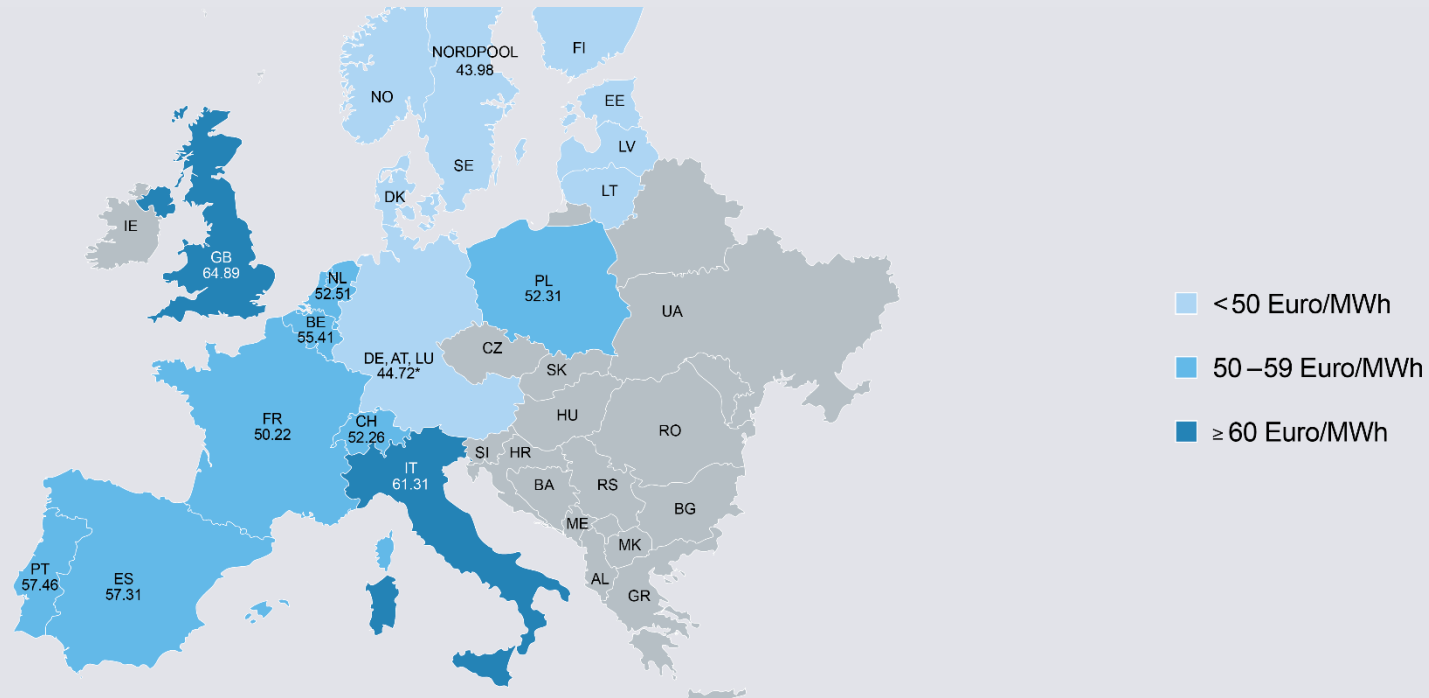 NORDPOOL
43.98
FI
NO
EE
LV
SE
LT
DK
IE
GB
64.89
NL
52.51
PL
52.31
BE
55.41
UA
DE, AT, LU
44.72*
CZ
SK
FR
50.22
CH
52.26
HU
RO
SI
HR
IT
61.31
BA
RS
BG
ME
MK
PT
57.46
ES
57.31
AL
GR
<50 Euro/MWh
50–59 Euro/MWh
≥ 60 Euro/MWh